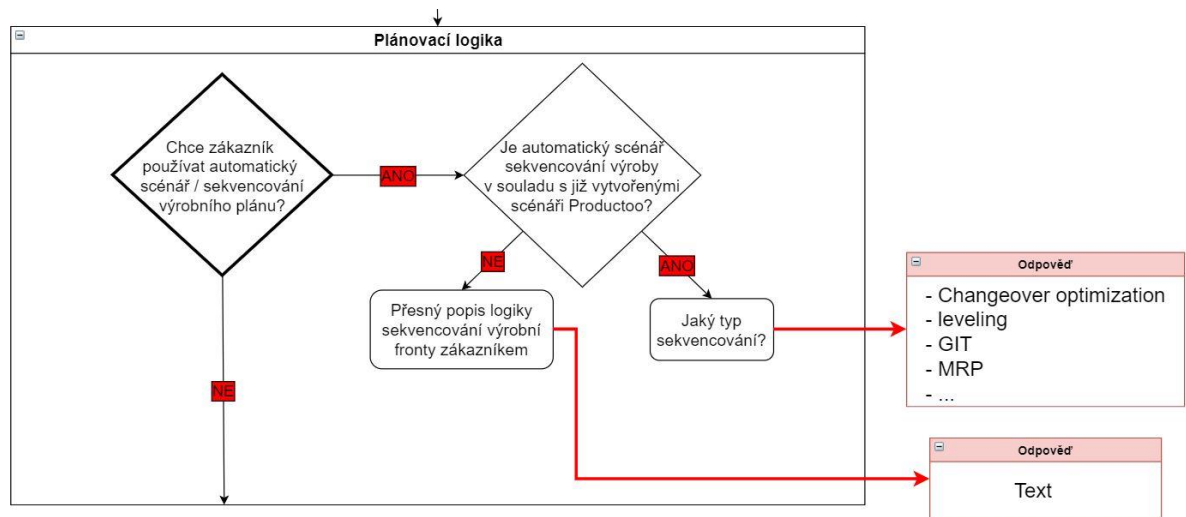 Plánovací logika
Chce zákazník
používat automatický
scénář / sekvencování
výrobního plánu?
ANO
Je automatický scénář
sekvencování výroby
v souladu s již vytvořenými
scénáři Productoo?
NE
ANO
Přesný popis logiky
sekvencování výrobní
fronty zákazníkem
Jaký typ
sekvencování?
NE
Odpověď
- Changeover optimization
- leveling
- GIT
- MRP
- ...
Odpověď
Text